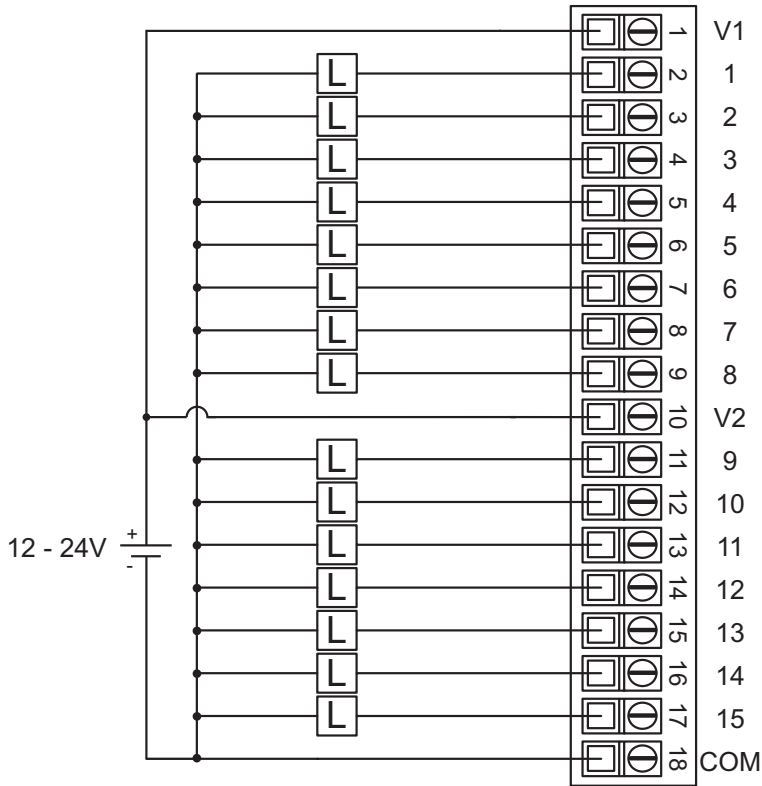 1 V1
L 2 1
L 3 2
L 4 3
L 5 4
L 6 5
L 7 6
L 8 7
L 9 8
10 V2
L 11 9
L 12 10
+
12 - 24V
L 13 11
-
L 14 12
L 15 13
L 16 14
L 17 15
18 COM